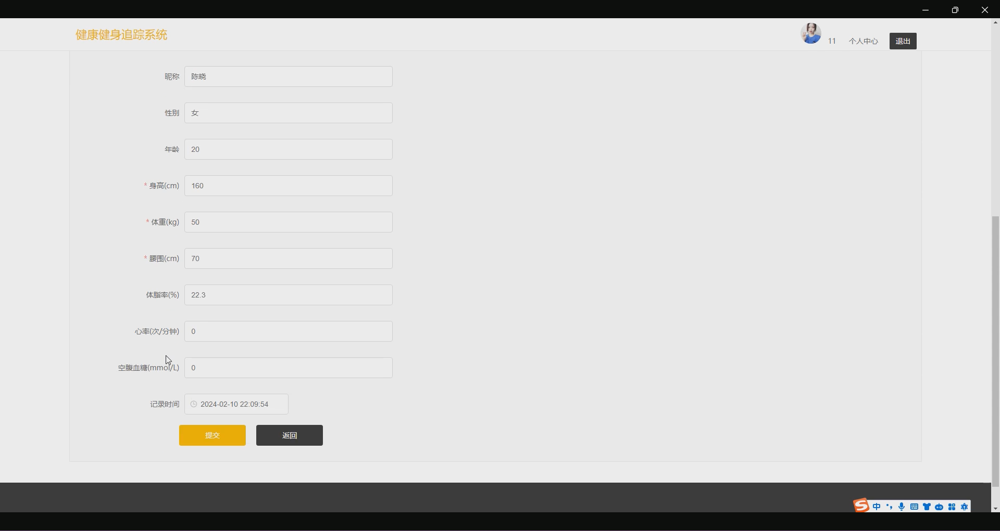 健康健身追踪系统
11 个人中心 退出
昵称 陈晓
性别 女
年龄 20
* 身高(cm) 160
* 体重(kg) 50
* 腰围(cm) 70
体脂率(%) 22.3
心率(次/分钟) 0
空腹血糖(mmol/L) 0
记录时间 2024-02-10 22:09:54
提交 返回
S 中